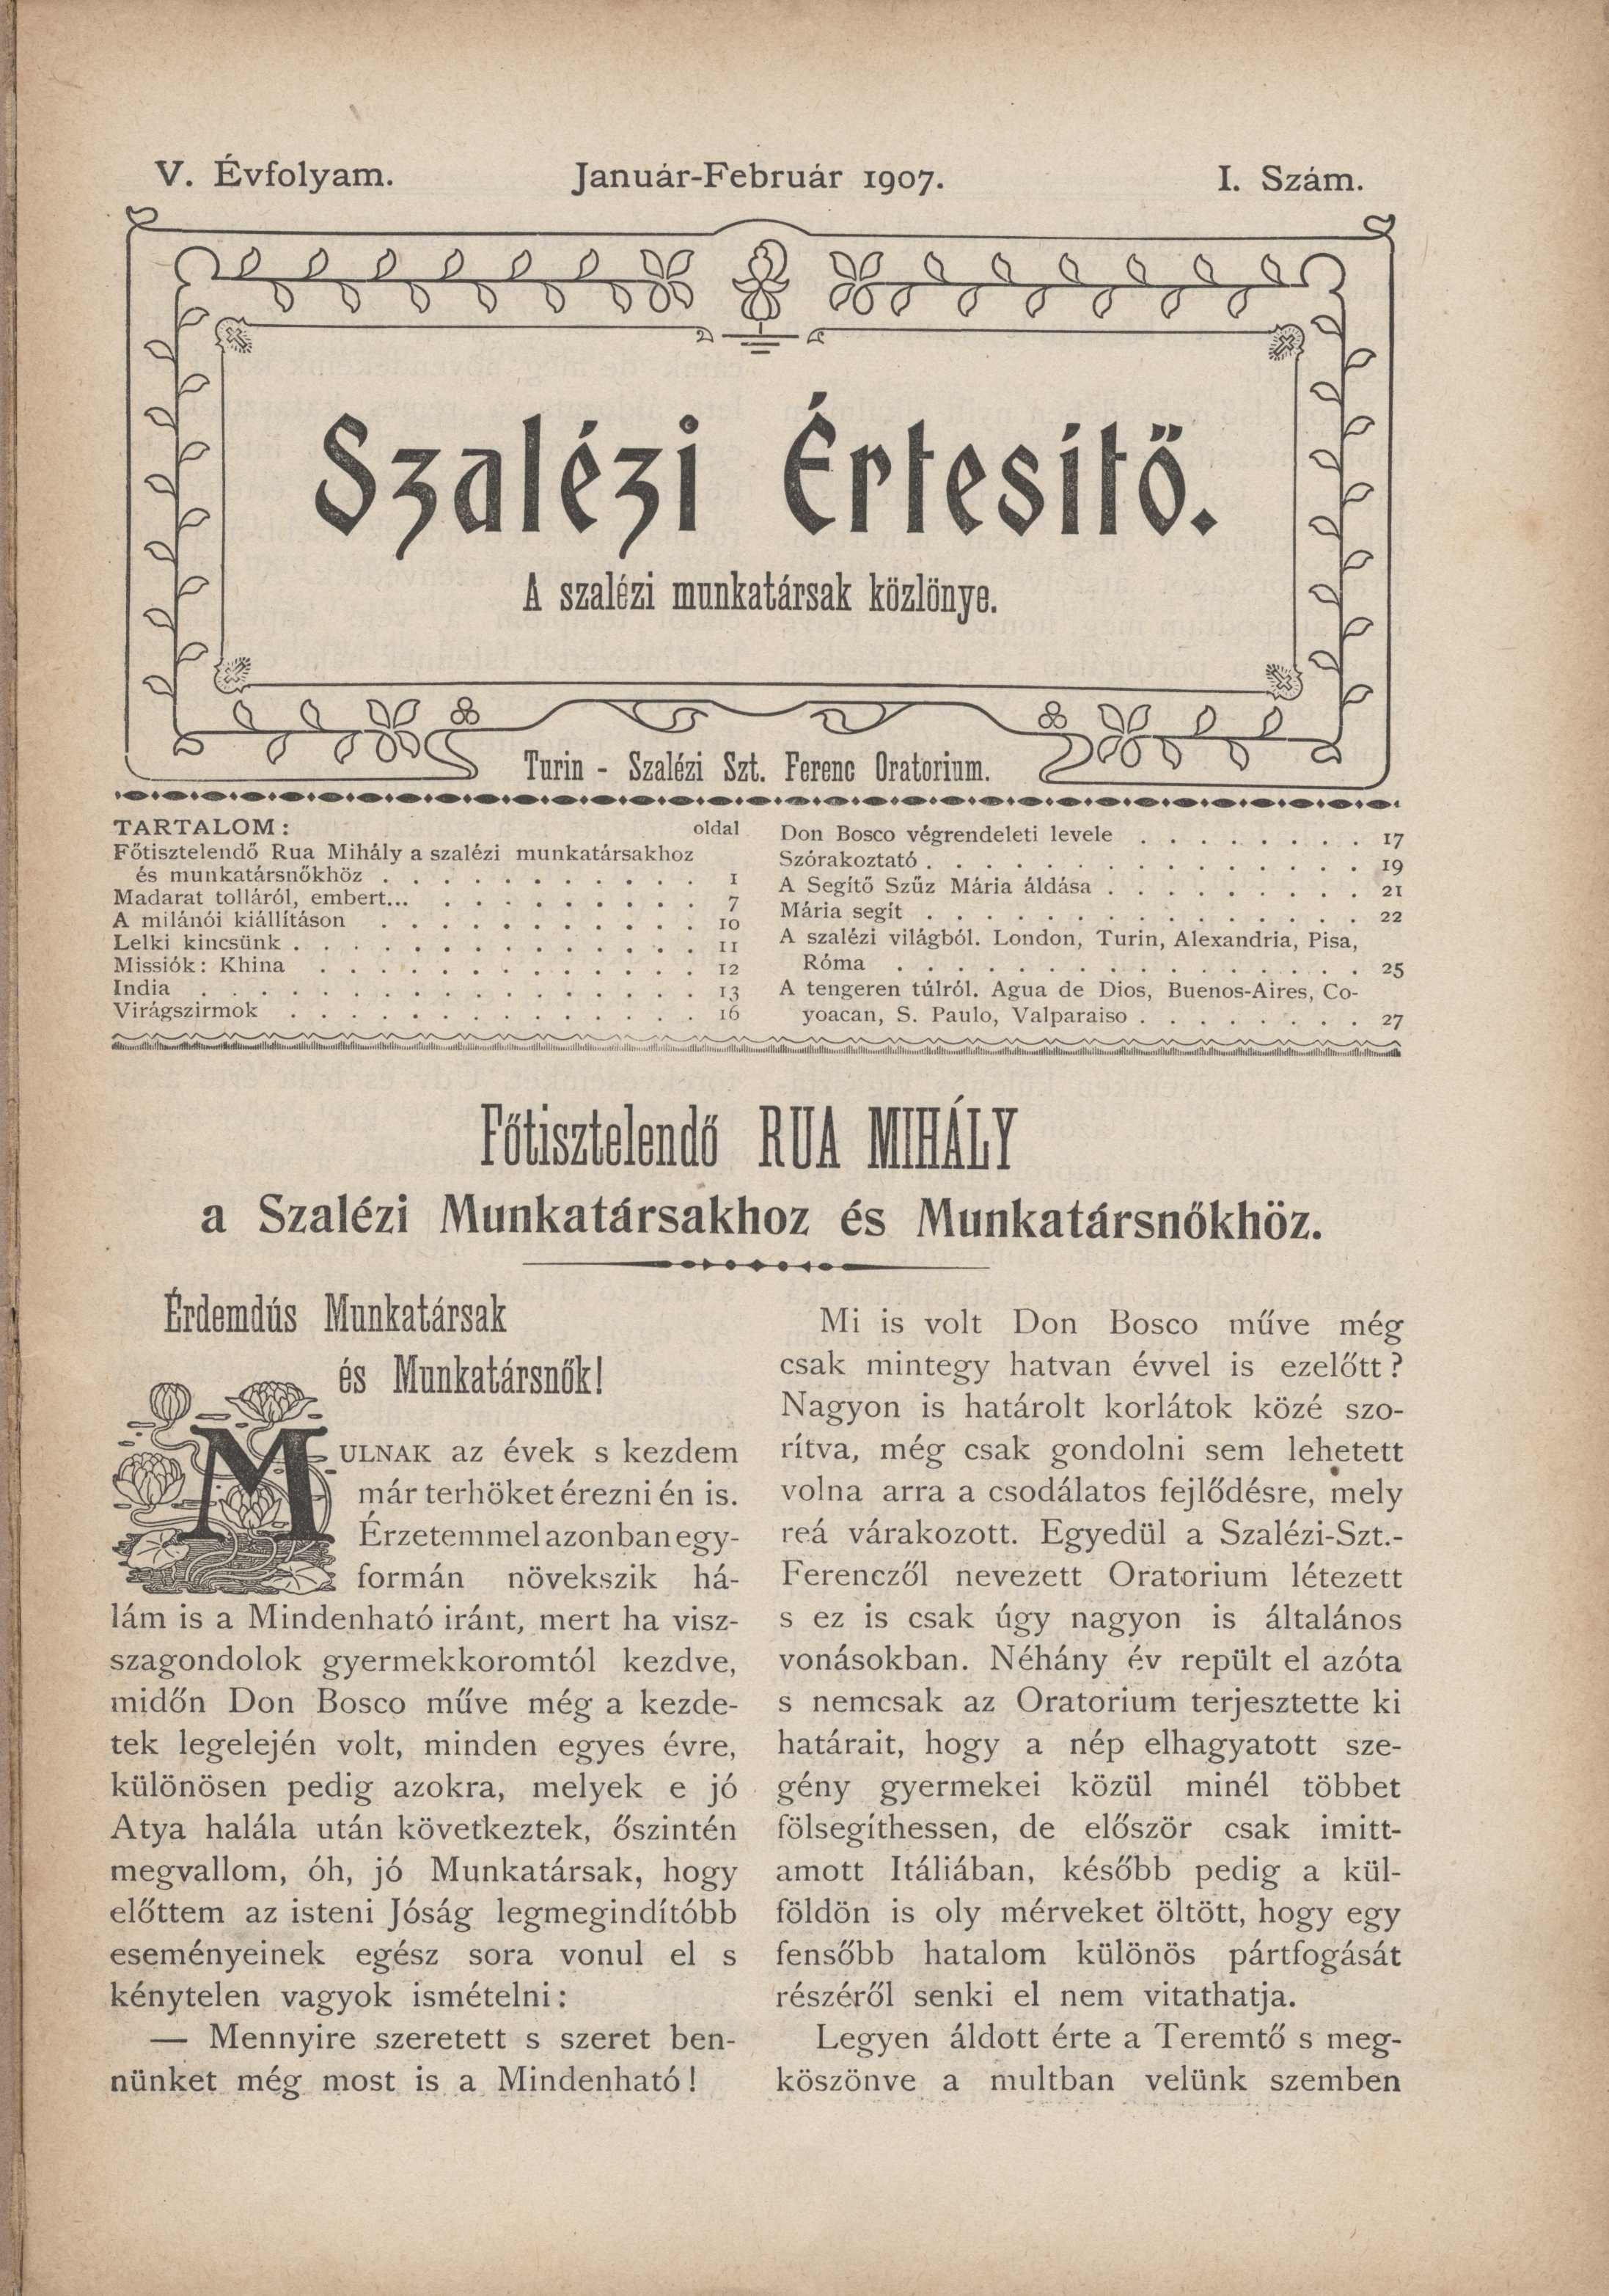 V. Évfolyam. Január-Február 1907. I. Szám.
Szalézi Értesítő.
A szalézi munkatársak közlönye.
Turin - Szalézi Szt. Ferenc Oratorium.
TARTALOM: oldal
Főtisztelendő Rua Mihály a szalézi munkatársakhoz
és munkatársnőkhöz . . . . . . . . . . . 1
Madarat tolláról, embert... . . . . . . . . . 7
A milánói kiállításon . . . . . . . . . . . 10
Lelki kincsünk . . . . . . . . . . . . . . 11
Missiók: Khina . . . . . . . . . . . . . 12
India . . . . . . . . . . . . . . . . . 13
Virágszirmok . . . . . . . . . . . . . . 16
Don Bosco végrendeleti levele . . . . . . . . 17
Szórakoztató . . . . . . . . . . . . . . . 19
A Segítő Szűz Mária áldása . . . . . . . . . 21
Mária segít . . . . . . . . . . . . . . . 22
A szalézi világból. London, Turin, Alexandria, Pisa,
Róma . . . . . . . . . . . . . . . . 25
A tengeren túlról. Agua de Dios, Buenos-Aires, Co-
yoacan, S. Paulo, Valparaiso . . . . . . . . 27
Főtisztelendő RUA MIHÁLY
a Szalézi Munkatársakhoz és Munkatársnőkhöz.
Érdemdús Munkatársak
és Munkatársnők!
MULNAK az évek s kezdem
már terhöket érezni én is.
Érzetemmel azonban egy-
formán növekszik há-
lám is a Mindenható iránt, mert ha visz-
szagondolok gyermekkoromtól kezdve,
midőn Don Bosco műve még a kezde-
tek legelején volt, minden egyes évre,
különösen pedig azokra, melyek e jó
Atya halála után következtek, őszintén
megvallom, óh, jó Munkatársak, hogy
előttem az isteni Jóság legmegindítóbb
eseményeinek egész sora vonul el s
kénytelen vagyok ismételni:
— Mennyire szeretett s szeret ben-
nünket még most is a Mindenható!
Mi is volt Don Bosco műve még
csak mintegy hatvan évvel is ezelőtt?
Nagyon is határolt korlátok közé szo-
rítva, még csak gondolni sem lehetett
volna arra a csodálatos fejlődésre, mely
reá várakozott. Egyedül a Szalézi-Szt.-
Ferenczől nevezett Oratorium létezett
s ez is csak úgy nagyon is általános
vonásokban. Néhány év repült el azóta
s nemcsak az Oratorium terjesztette ki
határait, hogy a nép elhagyatott sze-
gény gyermekei közül minél többet
fölsegíthessen, de először csak imitt-
amott Itáliában, később pedig a kül-
földön is oly mérveket öltött, hogy egy
fensőbb hatalom különös pártfogását
részéről senki el nem vitathatja.
Legyen áldott érte a Teremtő s meg-
köszönve a multban velünk szemben